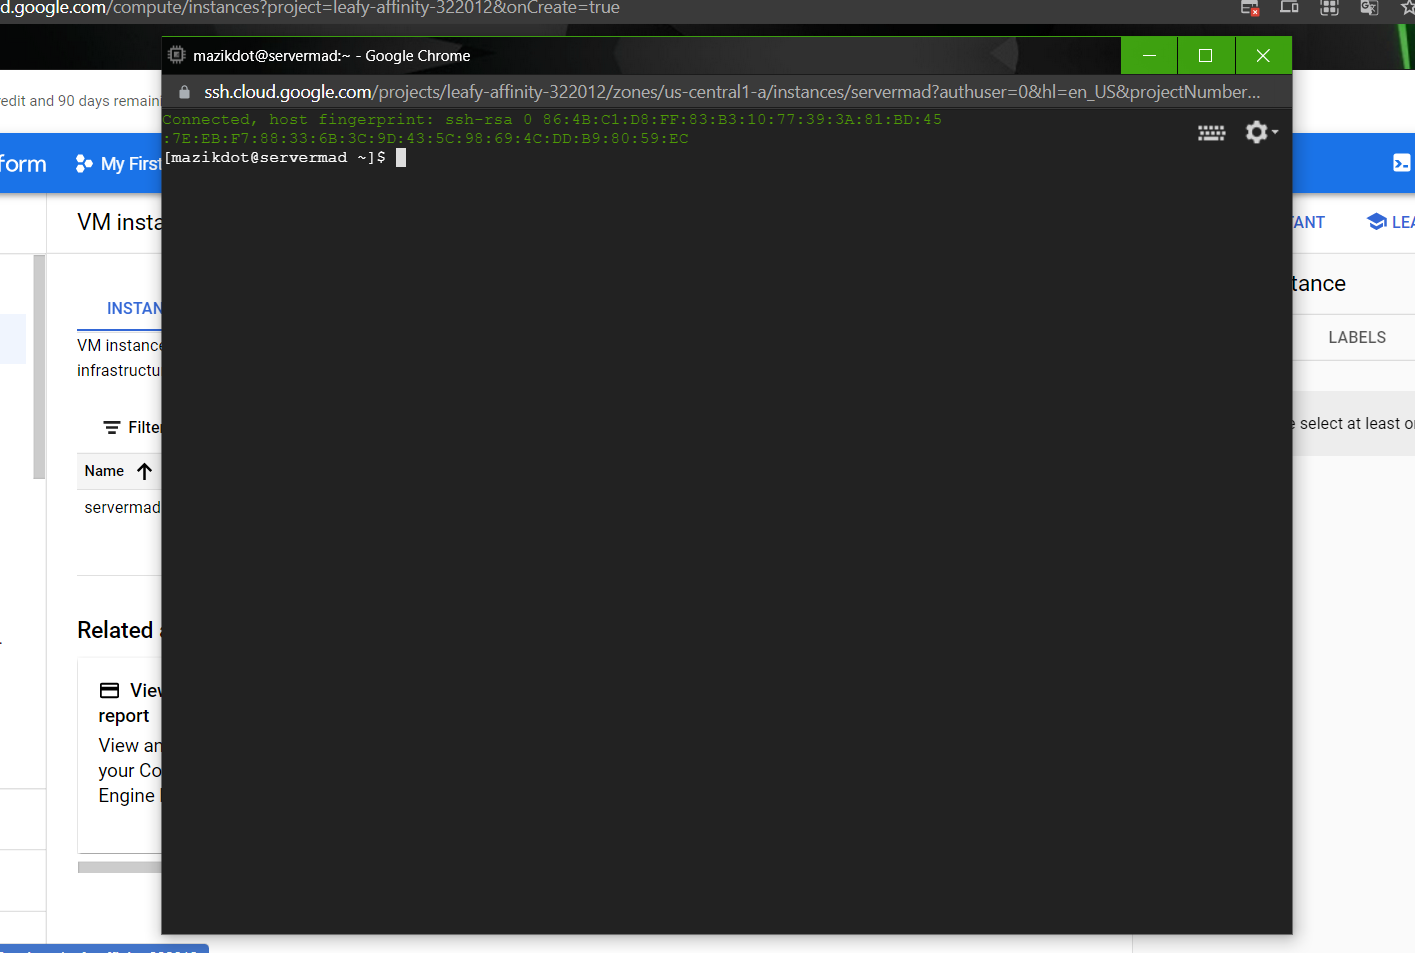 d.google.com/compute/instances?project=leafy-affinity-322012&onCreate=true
mazikdot@servermad:~ - Google Chrome
ssh.cloud.google.com/projects/leafy-affinity-322012/zones/us-central1-a/instances/servermad?authuser=0&hl=en_US&projectNumber...
Connected, host fingerprint: ssh-rsa 0 86:4B:C1:D8:FF:83:B3:10:77:39:3A:81:BD:45
:7E:EB:F7:88:33:6B:3C:9D:43:5C:98:69:4C:DD:B9:80:59:EC
[mazikdot@servermad ~]$
redit and 90 days remaini
form
My First
VM insta
ANT
LEA
tance
INSTAN
LABELS
VM instance
infrastructu
Filter
e select at least o
Name
servermad
Related a
View
report
View an
your Co
Engine